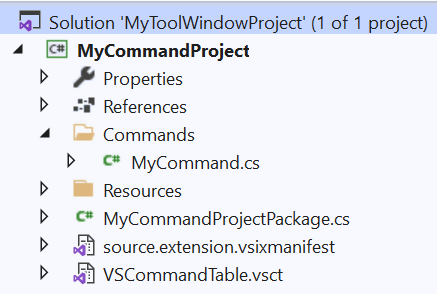 Solution 'MyToolWindowProject' (1 of 1 project)
C# MyCommandProject
Properties
References
Commands
C# MyCommand.cs
Resources
C# MyCommandProjectPackage.cs
source.extension.vsixmanifest
VSCommandTable.vsct